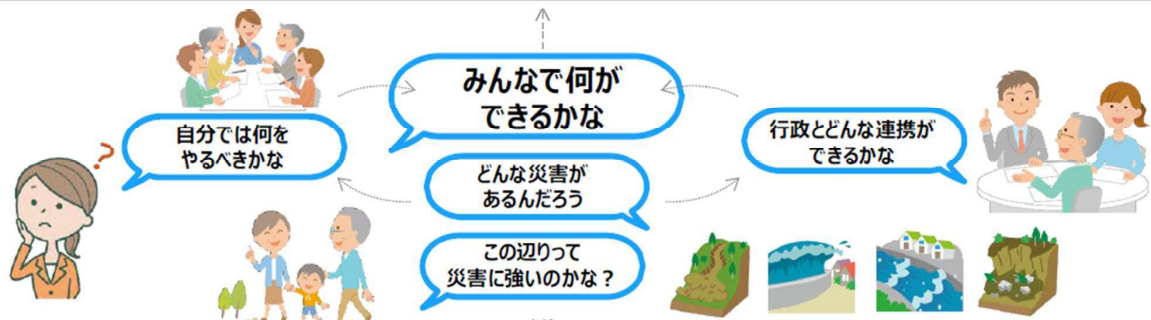 みんなで何が
できるかな
自分では何を
やるべきかな
?
行政とどんな連携が
できるかな
どんな災害が
あるんだろう
この辺りって
災害に強いのかな？